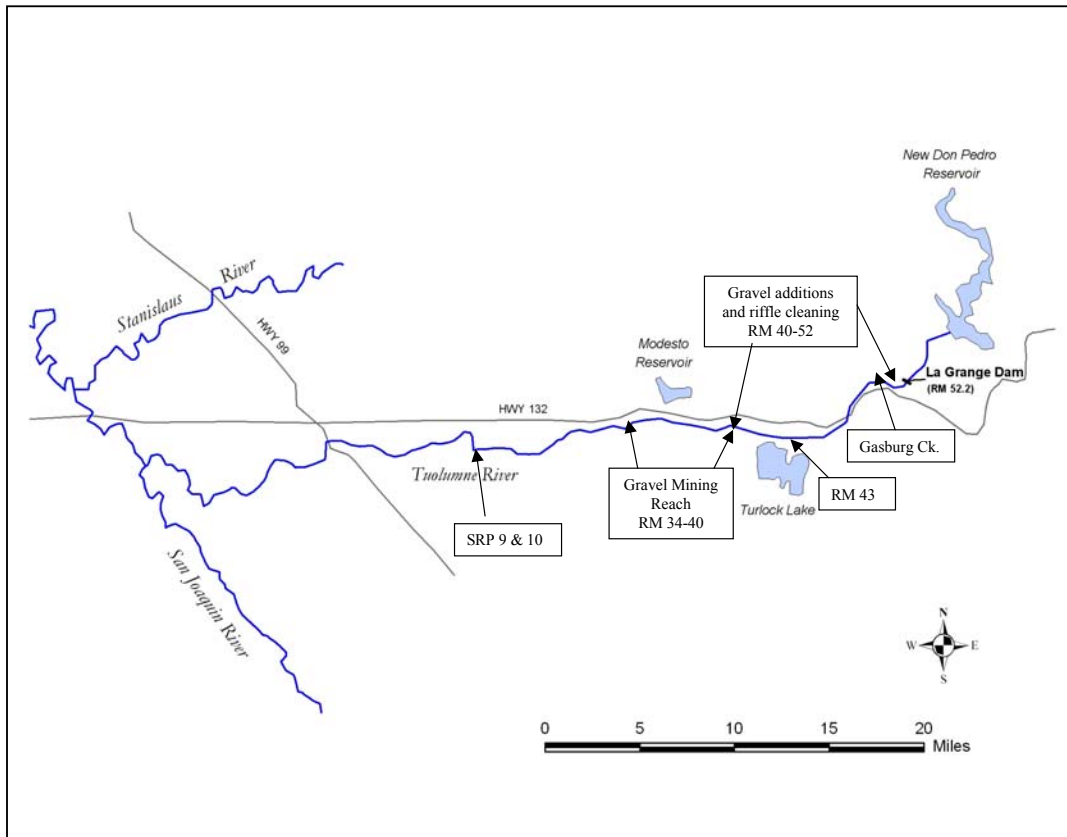 New Don Pedro
Reservoir
Stanislaus
River
HWY 99
Gravel additions
and riffle cleaning
RM 40-52
Modesto
Reservoir
La Grange Dam
(RM 52.2)
HWY 132
Gasburg Ck.
Tuolumne River
Gravel Mining
Reach
RM 34-40
RM 43
Turlock Lake
SRP 9 & 10
San Joaquin River
N
W
E
S
0 5 10 15 20
Miles